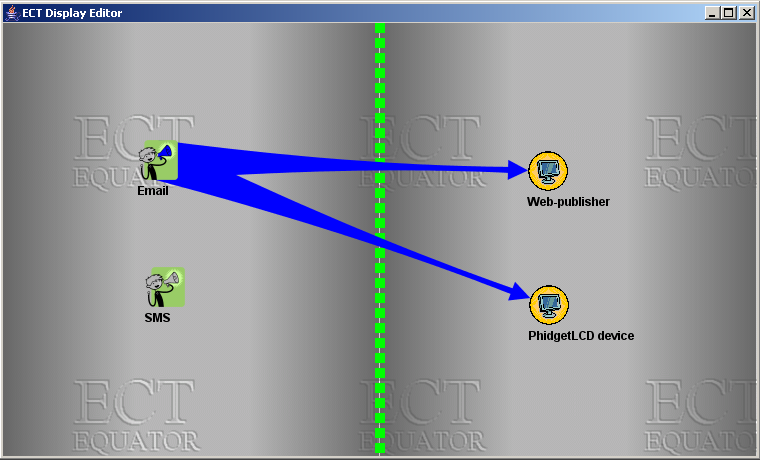 ECT Display Editor
ECT ECT ECT
EQUATOR EQUATOR EQUATOR
Email
Web-publisher
SMS
PhidgetLCD device
ECT ECT ECT
EQUATOR EQUATOR EQUATOR